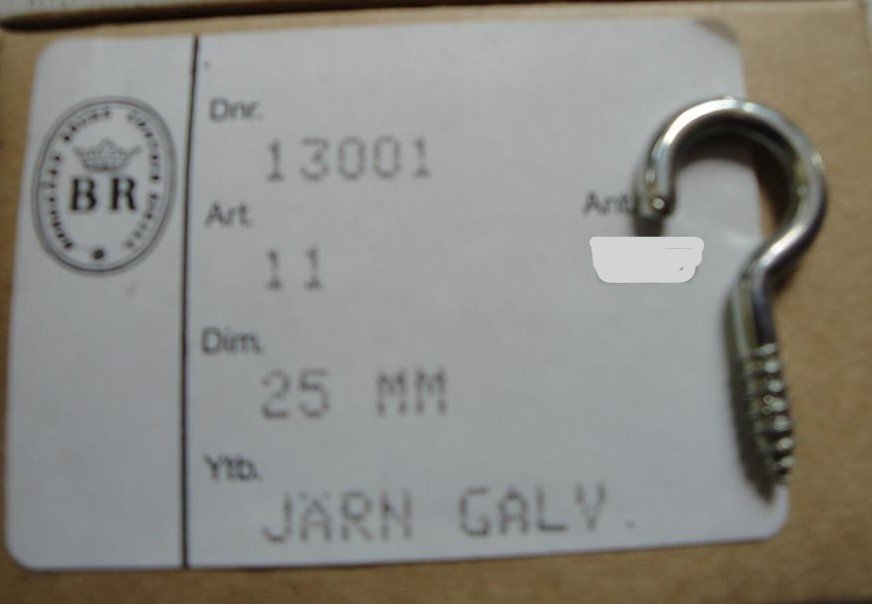 BR
Dnr.
13001
Art.
11
Dim.
25 MM
Ytb.
JÄRN GALV.